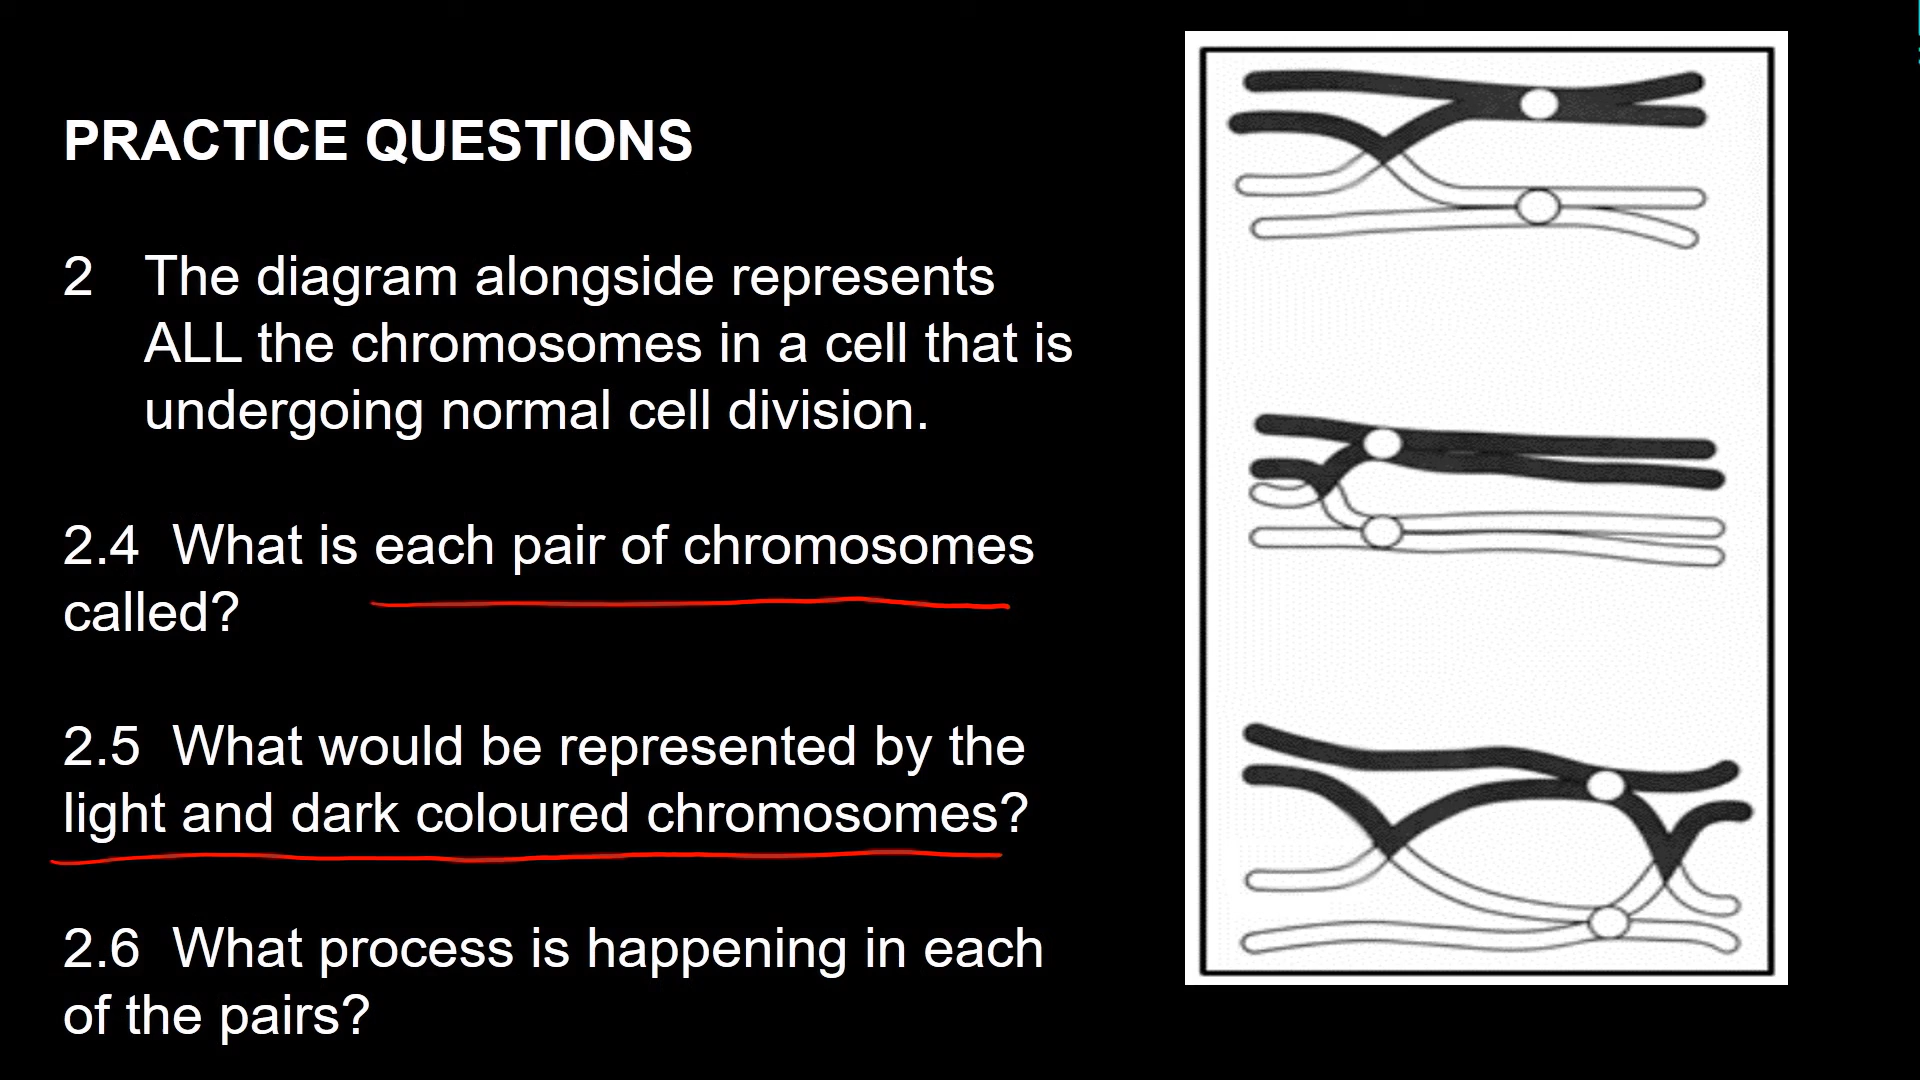 PRACTICE QUESTIONS
2 The diagram alongside represents
ALL the chromosomes in a cell that is
undergoing normal cell division.
2.4 What is each pair of chromosomes
called?
2.5 What would be represented by the
light and dark coloured chromosomes?
2.6 What process is happening in each
of the pairs?